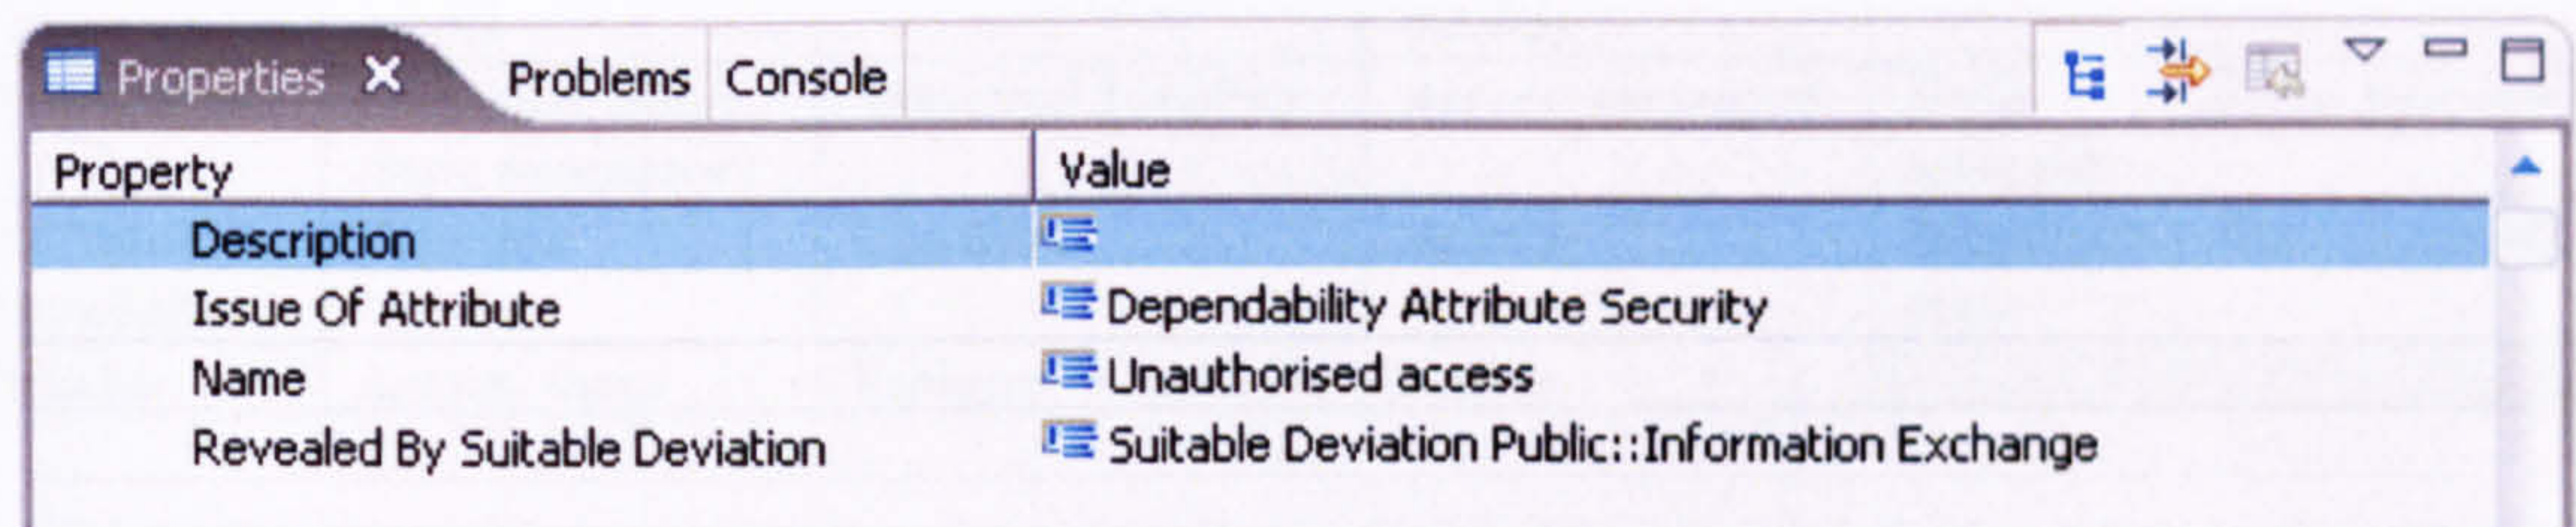 Properties Problems Console
Property Value
Description
Issue Of Attribute Dependability Attribute Security
Name Unauthorised access
Revealed By Suitable Deviation Suitable Deviation Public::Information Exchange